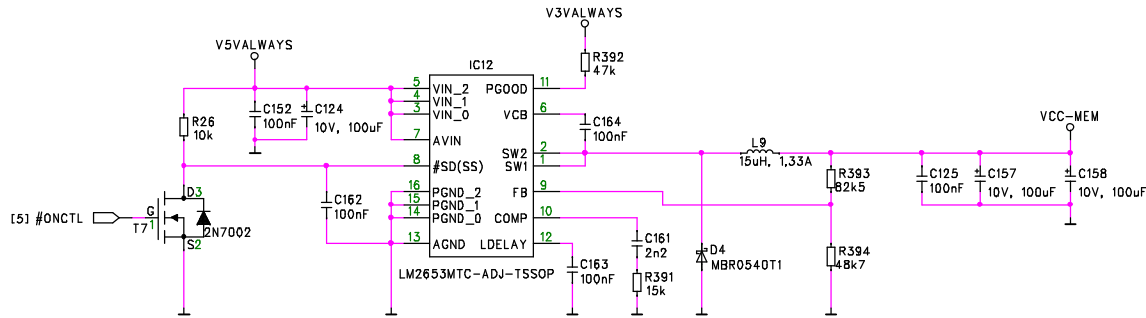 V3VALWAYS
VCC-MEM
V5VALWAYS
IC12
R392
47k
5 VIN_2
4 VIN_1
3 VIN_0
7 AVIN
8 #SD(SS)
16 PGND_2
15 PGND_1
14 PGND_0
13 AGND
PGOOD 11
VCB 6
SW2 2
SW1 1
FB 9
COMP 10
LDELAY 12
LM2653MTC-ADJ-TSSOP
C152
100nF
C124
10V, 100uF
R26
10k
C164
100nF
L9
15uH, 1,33A
R393
82k5
C125
100nF
C157
10V, 100uF
C158
10V, 100uF
C162
100nF
[5] #ONCTL
G
1
T7
D3
S2
2N7002
C161
2n2
R391
15k
C163
100nF
D4
MBR0540T1
R394
48k7